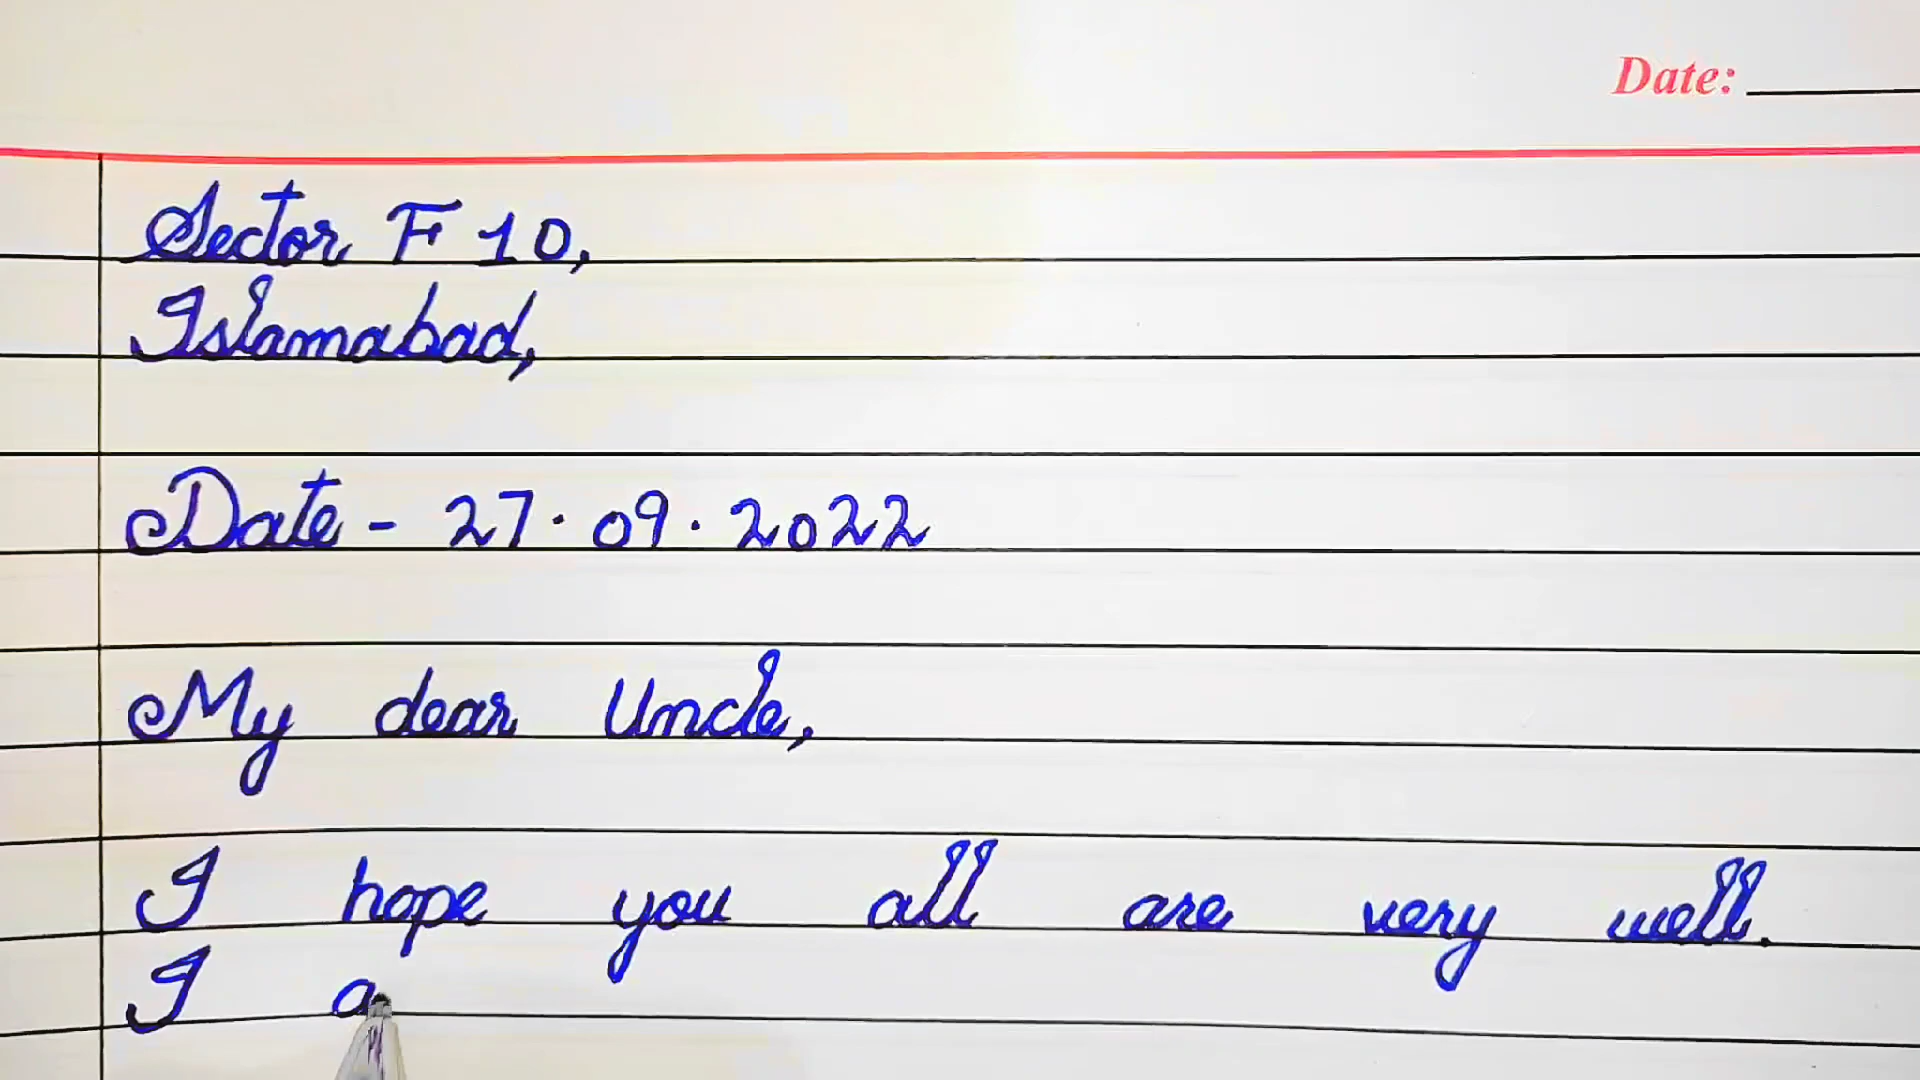 Date:
Sector F 10,
Islamabad,
Date - 27.09.2022
My dear Uncle,
I hope you all are very well.
I a